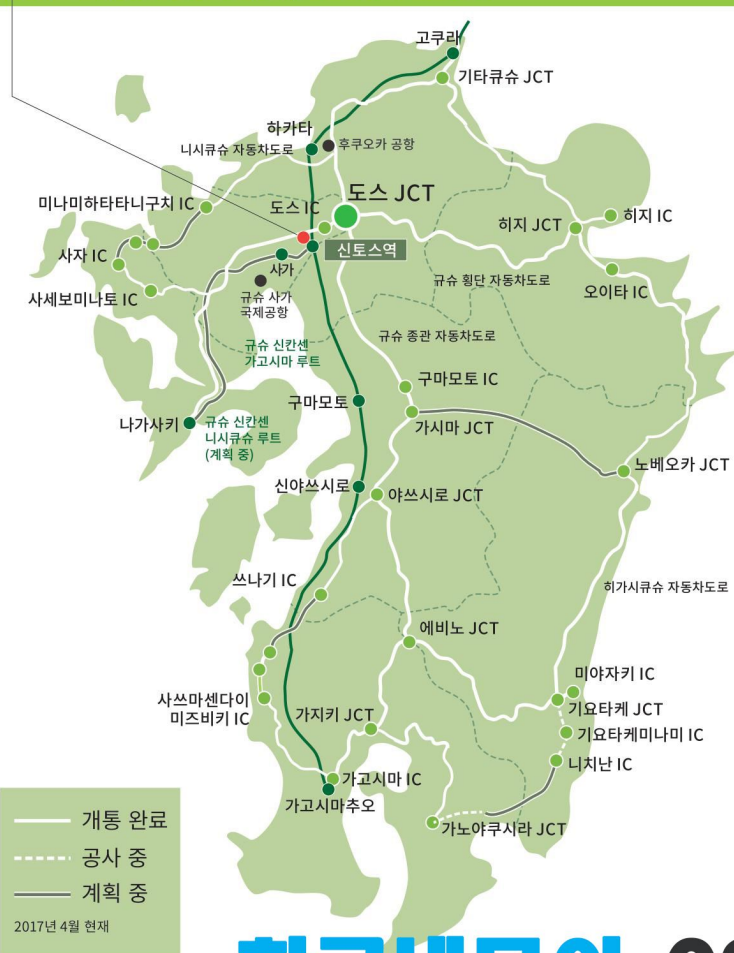 고쿠라
기타큐슈 JCT
하카타
니시큐슈 자동차도로
후쿠오카 공항
도스 JCT
미나미하타타니구치 IC
도스 IC
히지 JCT
히지 IC
신토스역
사자 IC
사가
규슈 횡단 자동차도로
오이타 IC
사세보미나토 IC
규슈 사가
국제공항
규슈 종관 자동차도로
규슈 신칸센
가고시마 루트
구마모토 IC
구마모토
나가사키
규슈 신칸센
니시큐슈 루트
(계획 중)
가시마 JCT
노베오카 JCT
신야쓰시로
야쓰시로 JCT
쓰나기 IC
히가시큐슈 자동차도로
에비노 JCT
미야자키 IC
사쓰마센다이
미즈비키 IC
가지키 JCT
기요타케 JCT
기요타케미나미 IC
니치난 IC
가고시마 IC
가고시마추오
가노야쿠시라 JCT
개통 완료
공사 중
계획 중
2017년 4월 현재